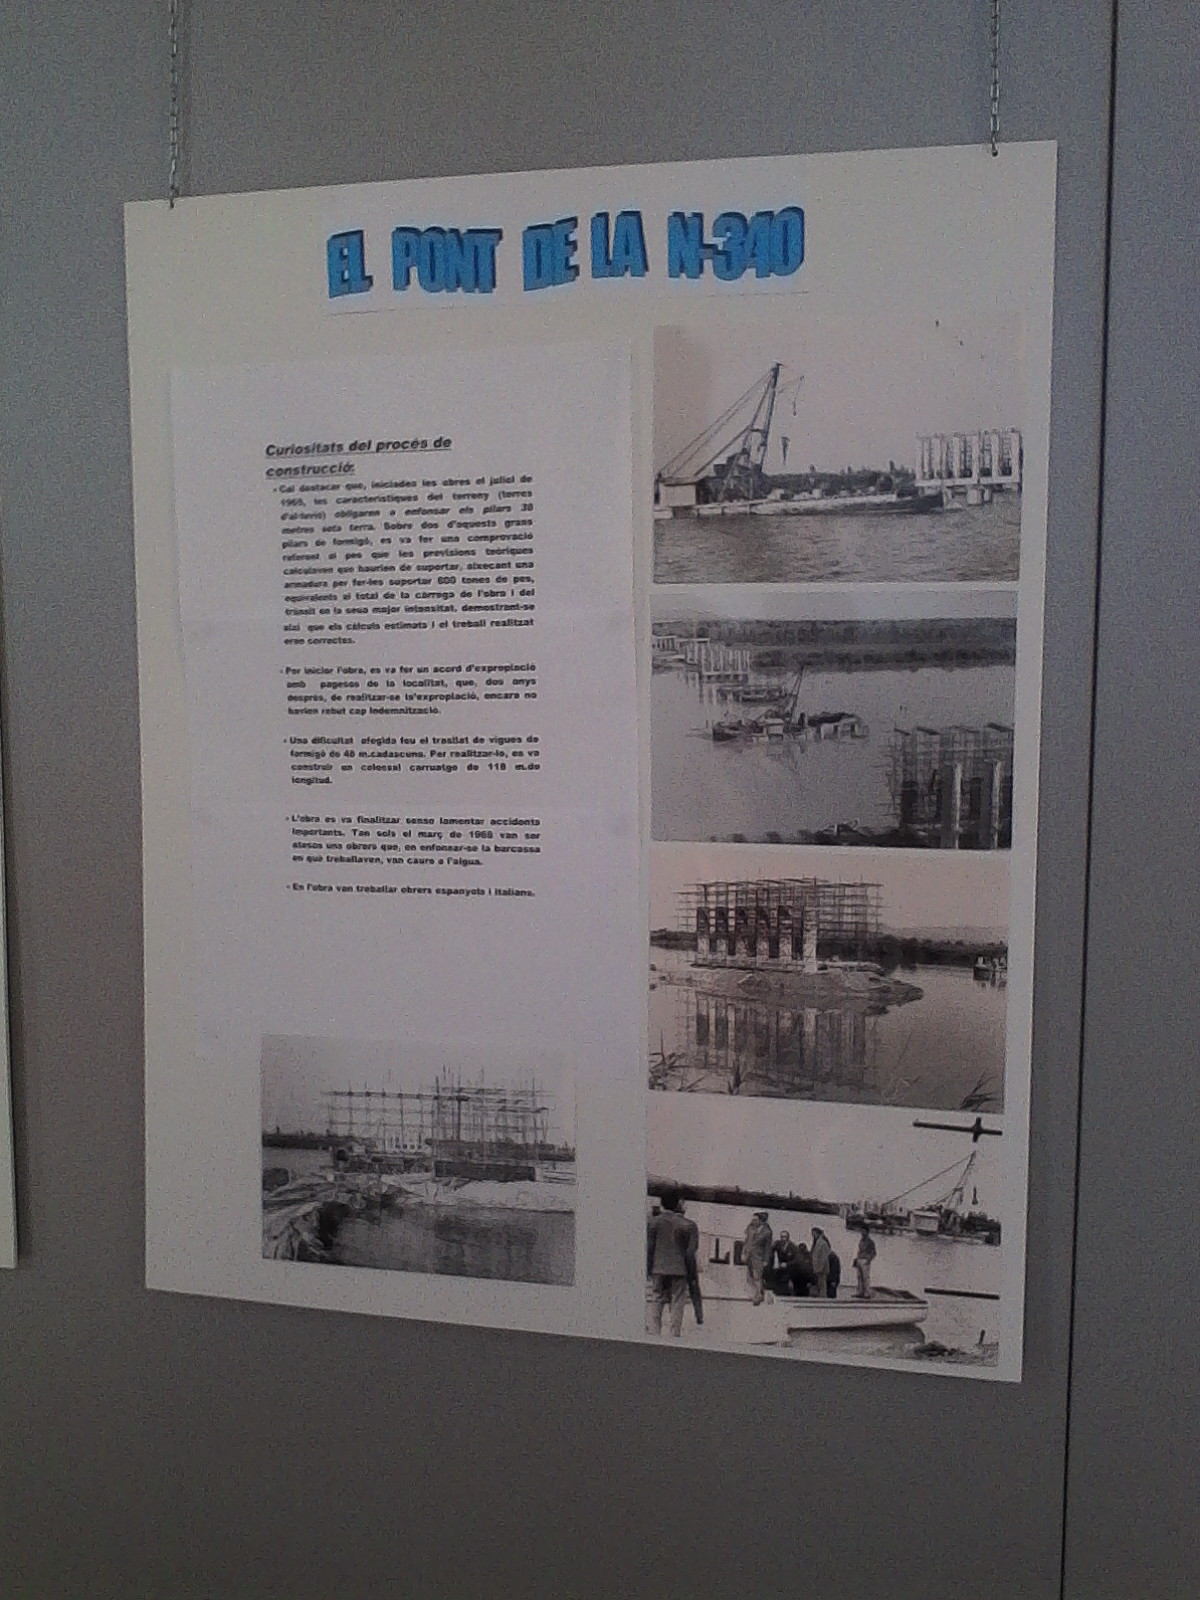 EL PONT DE LA N-340
Curiositats del procés de
construcció:
- Cal destacar que, iniciades les obres el juliol de
1965, les característiques del terreny (terres
d'al·luvió) obligaren a enfonsar els pilars 38
metres sota terra. Sobre dos d'aquests grans
pilars de formigó, es va fer una comprovació
referent al pes que les previsions teòriques
calculaven que haurien de suportar, aixecant una
armadura per fer-los suportar 600 tones de pes,
equivalents al total de la càrrega de l'obra i del
trànsit en la seua major intensitat, demostrant-se
així que els càlculs estimats i el treball realitzat
eren correctes.
- Per iniciar l'obra, es va fer un acord d'expropiació
amb pagesos de la localitat, que, dos anys
després, de realitzar-se ls'expropiació, encara no
havien rebut cap indemnització.
- Una dificultat afegida fou el trasllat de vigues de
formigó de 48 m.cadascuna. Per realitzar-lo, es va
construir un colossal carruatge de 118 m.de
longitud.
- L'obra es va finalitzar sense lamentar accidents
importants. Tan sols el març de 1966 van ser
atesos uns obrers que, en enfonsar-se la barcassa
en què treballaven, van caure a l'aigua.
- En l'obra van treballar obrers espanyols i italians.